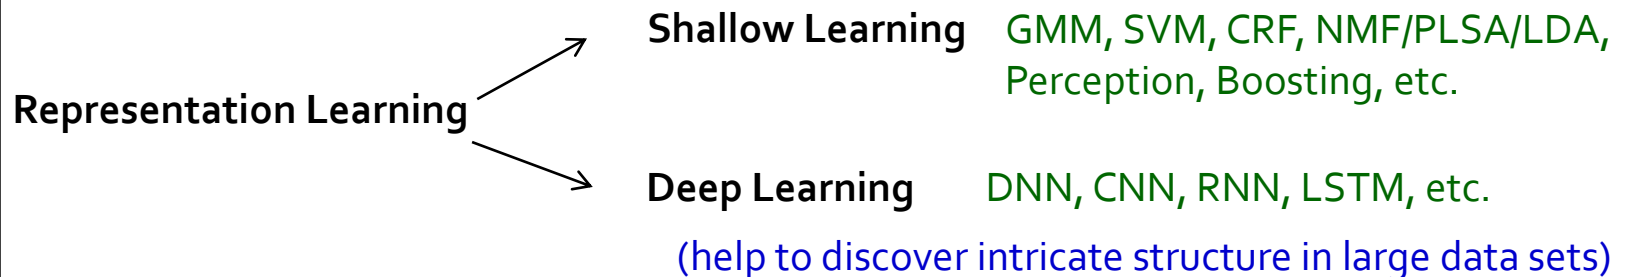 Shallow Learning GMM, SVM, CRF, NMF/PLSA/LDA,
Perception, Boosting, etc.
Representation Learning
Deep Learning DNN, CNN, RNN, LSTM, etc.
(help to discover intricate structure in large data sets)